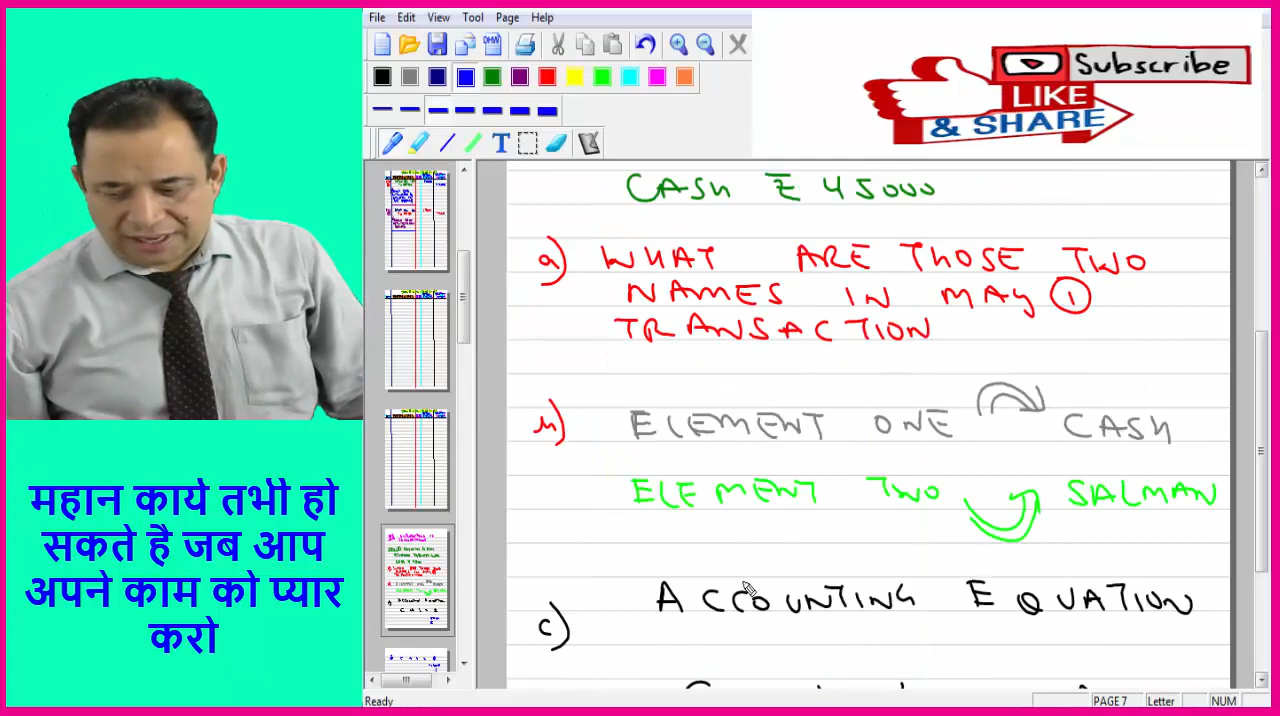 File Edit View Tool Page Help
Subscribe
LIKE
& SHARE
CASH ₹ 45000
a) WHAT ARE THOSE TWO
NAMES IN MAY 1
TRANSACTION
ELEMENT ONE CASH
ELEMENT TWO SALMAN
c) ACCOUNTING EQUATION
महान कार्य तभी हो
सकते है जब आप
अपने काम को प्यार
करो
Ready PAGE 7 Letter NUM